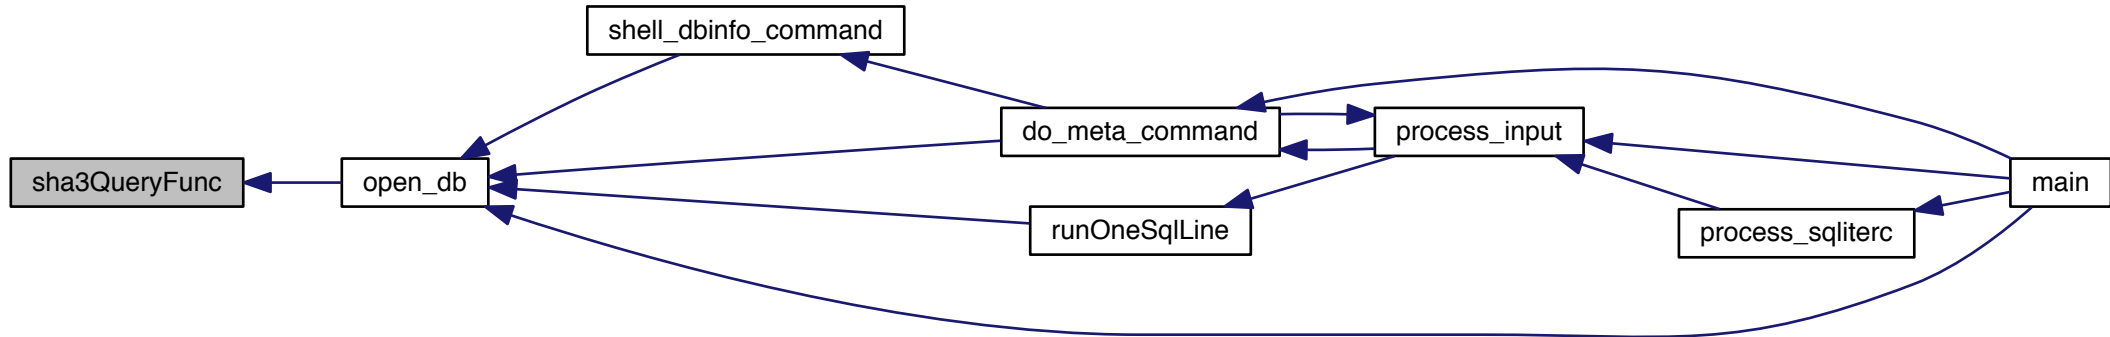 shell_dbinfo_command
do_meta_command
process_input
sha3QueryFunc
open_db
main
runOneSqlLine
process_sqliterc